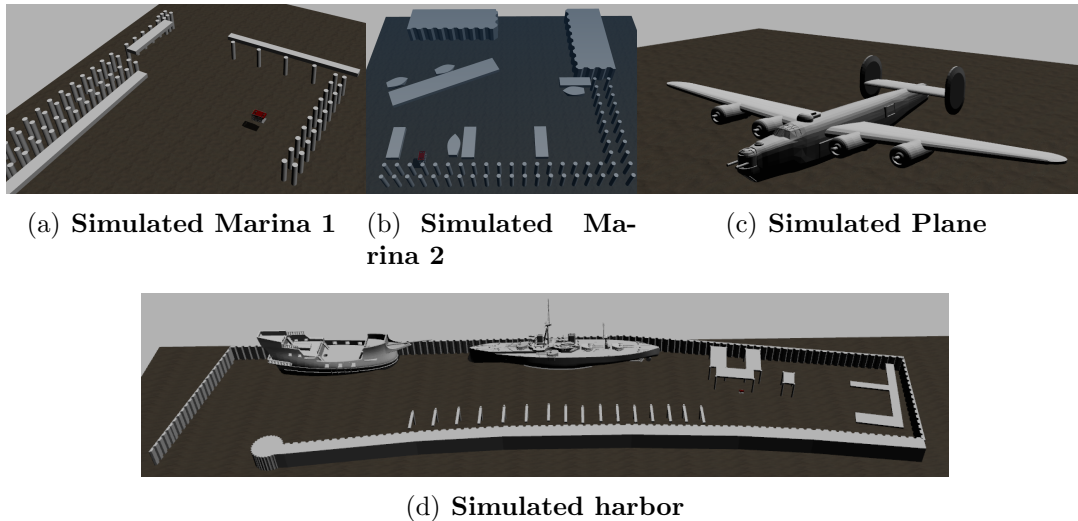 (a) Simulated Marina 1
(b) Simulated Ma-
rina 2
(c) Simulated Plane
(d) Simulated harbor